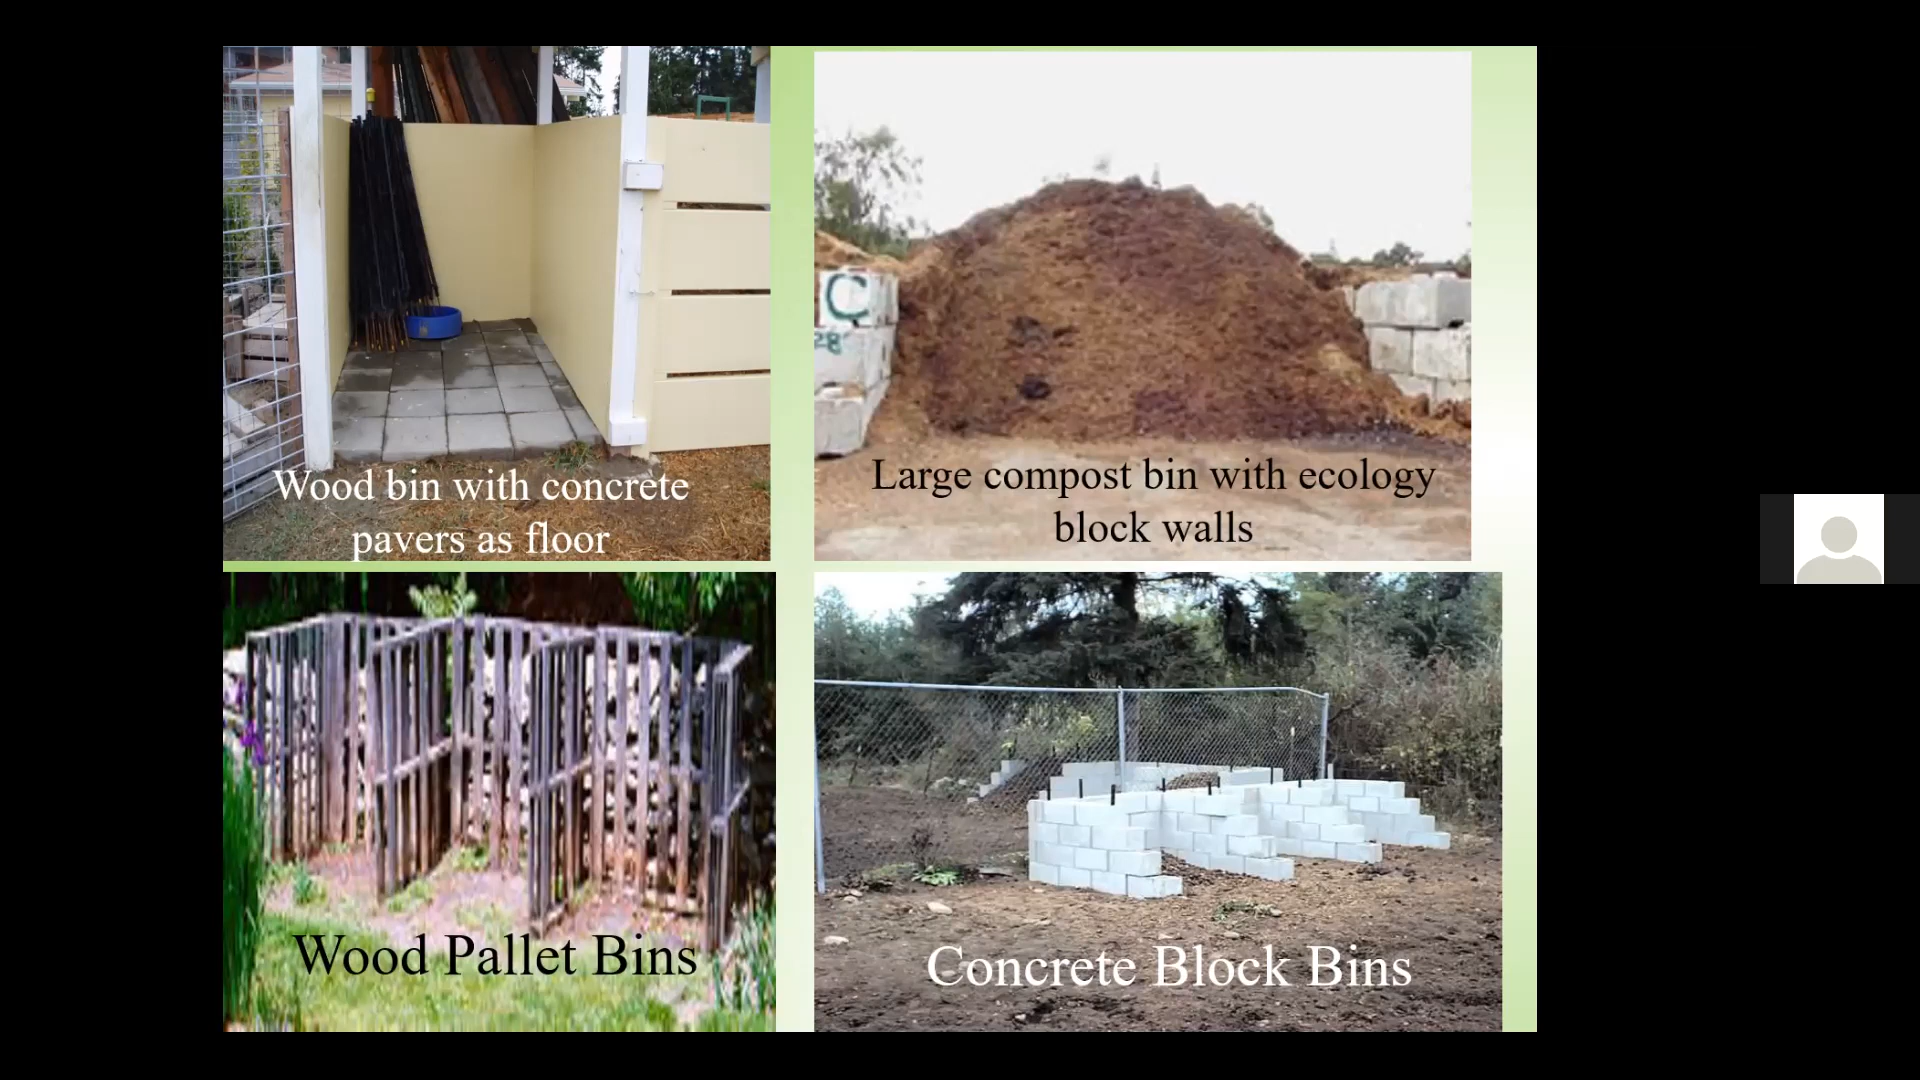 Wood bin with concrete
pavers as floor
C
28'
Large compost bin with ecology
block walls
Wood Pallet Bins
Concrete Block Bins